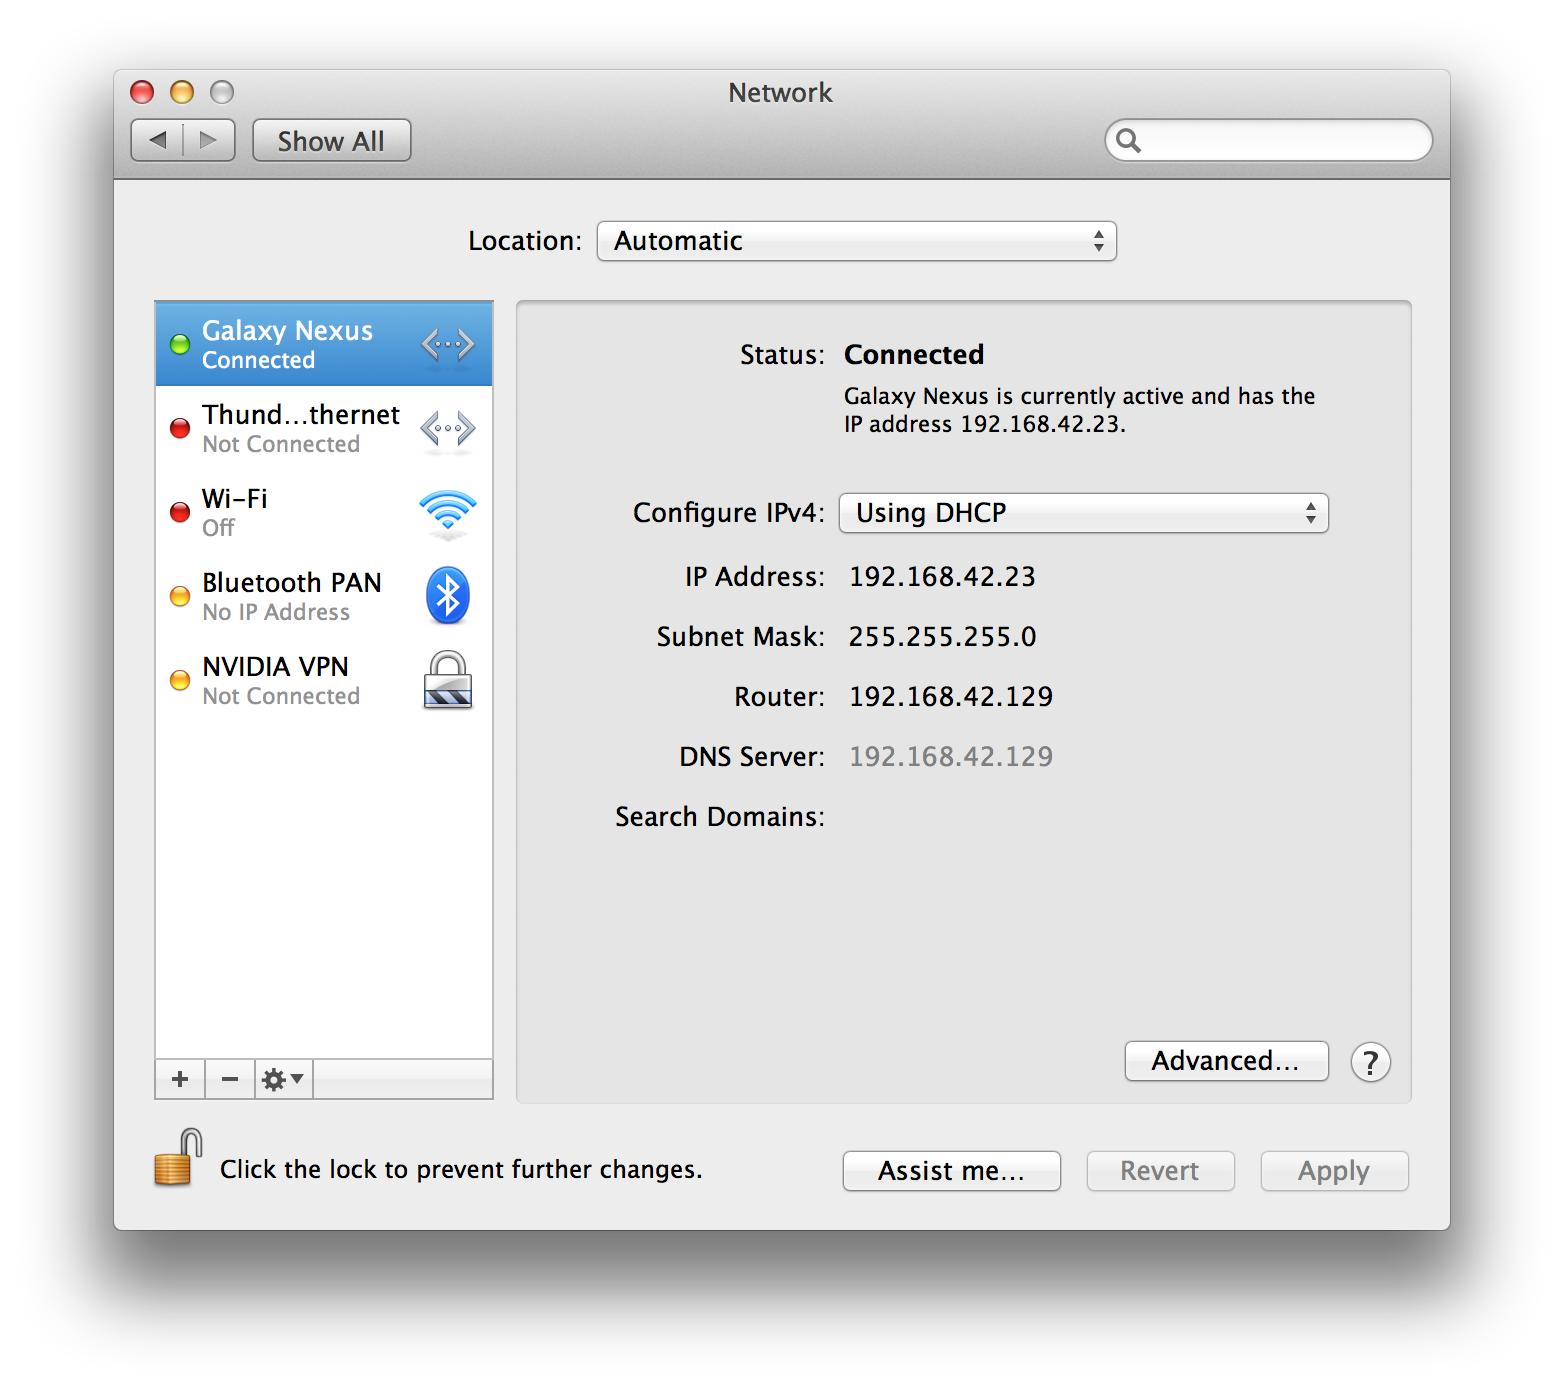 Network
Show All
Location: Automatic
Galaxy Nexus
Connected
Thund...thernet
Not Connected
Wi-Fi
Off
Bluetooth PAN
No IP Address
NVIDIA VPN
Not Connected
Status: Connected
Galaxy Nexus is currently active and has the
IP address 192.168.42.23.
Configure IPv4: Using DHCP
IP Address: 192.168.42.23
Subnet Mask: 255.255.255.0
Router: 192.168.42.129
DNS Server: 192.168.42.129
Search Domains:
Advanced... ?
Click the lock to prevent further changes.
Assist me... Revert Apply